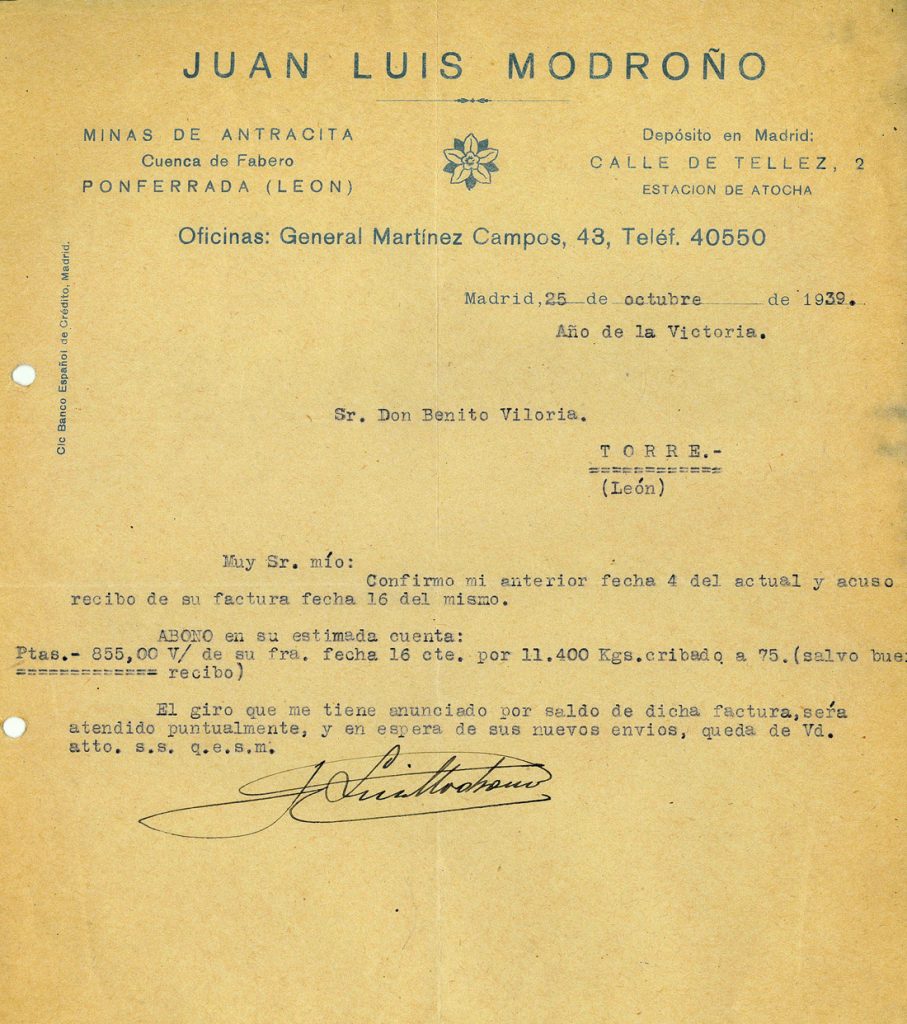 JUAN LUIS MODROÑO
MINAS DE ANTRACITA
Cuenca de Fabero
PONFERRADA (LEON)
Depósito en Madrid:
CALLE DE TELLEZ, 2
ESTACION DE ATOCHA
Oficinas: General Martínez Campos, 43, Teléf. 40550
C/c Banco Español de Crédito, Madrid.
Madrid, 25 de octubre de 1939.
Año de la Victoria.
Sr. Don Benito Viloria.
T O R R E.-
============
(León)
Muy Sr. mío:
Confirmo mi anterior fecha 4 del actual y acuso
recibo de su factura fecha 16 del mismo.
ABONO en su estimada cuenta:
Ptas.- 855,00 V/ de su fra. fecha 16 cte. por 11.400 Kgs.cribado a 75.(salvo bue
============= recibo)
El giro que me tiene anunciado por saldo de dicha factura,será
atendido puntualmente, y en espera de sus nuevos envios, queda de Vd.
atto. s.s. q.e.s.m.
J Luis Modrono